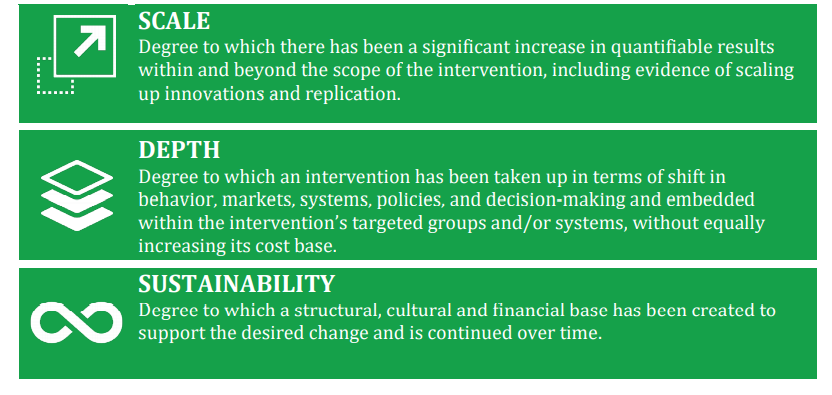 SCALE
Degree to which there has been a significant increase in quantifiable results
within and beyond the scope of the intervention, including evidence of scaling
up innovations and replication.
DEPTH
Degree to which an intervention has been taken up in terms of shift in
behavior, markets, systems, policies, and decision-making and embedded
within the intervention's targeted groups and/or systems, without equally
increasing its cost base.
SUSTAINABILITY
Degree to which a structural, cultural and financial base has been created to
support the desired change and is continued over time.